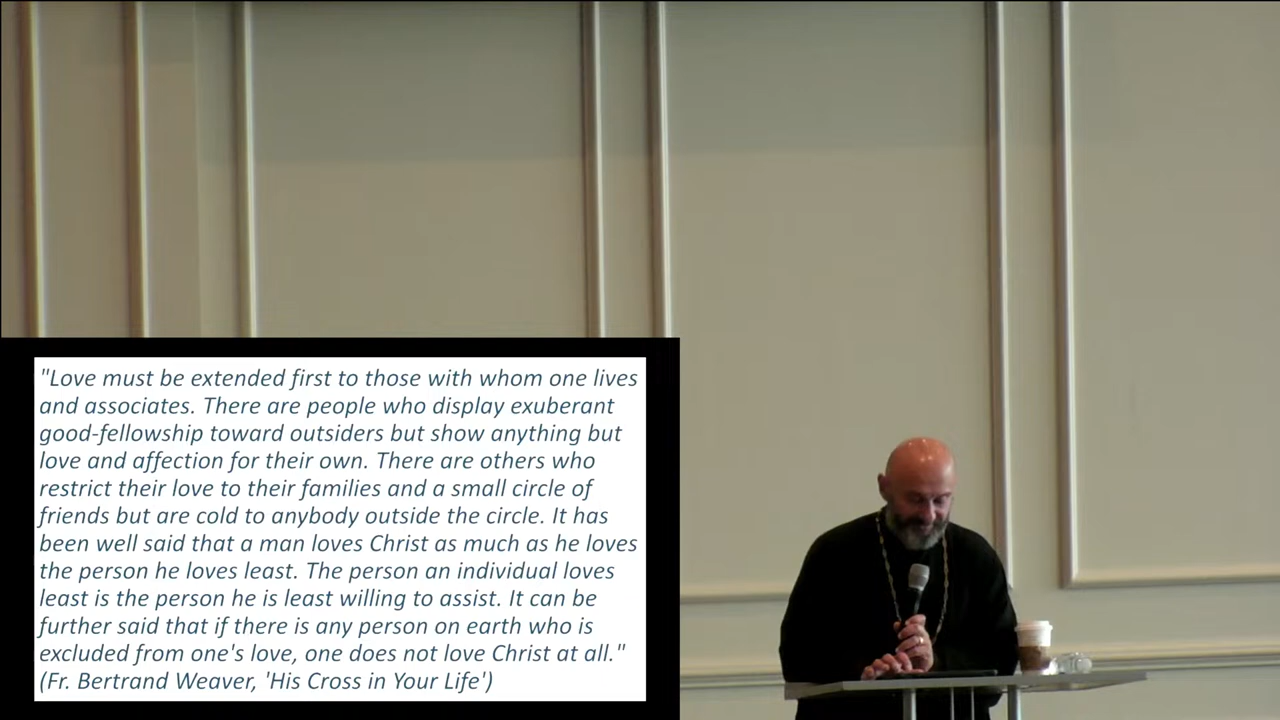 "Love must be extended first to those with whom one lives
and associates. There are people who display exuberant
good-fellowship toward outsiders but show anything but
love and affection for their own. There are others who
restrict their love to their families and a small circle of
friends but are cold to anybody outside the circle. It has
been well said that a man loves Christ as much as he loves
the person he loves least. The person an individual loves
least is the person he is least willing to assist. It can be
further said that if there is any person on earth who is
excluded from one's love, one does not love Christ at all."
(Fr. Bertrand Weaver, 'His Cross in Your Life')